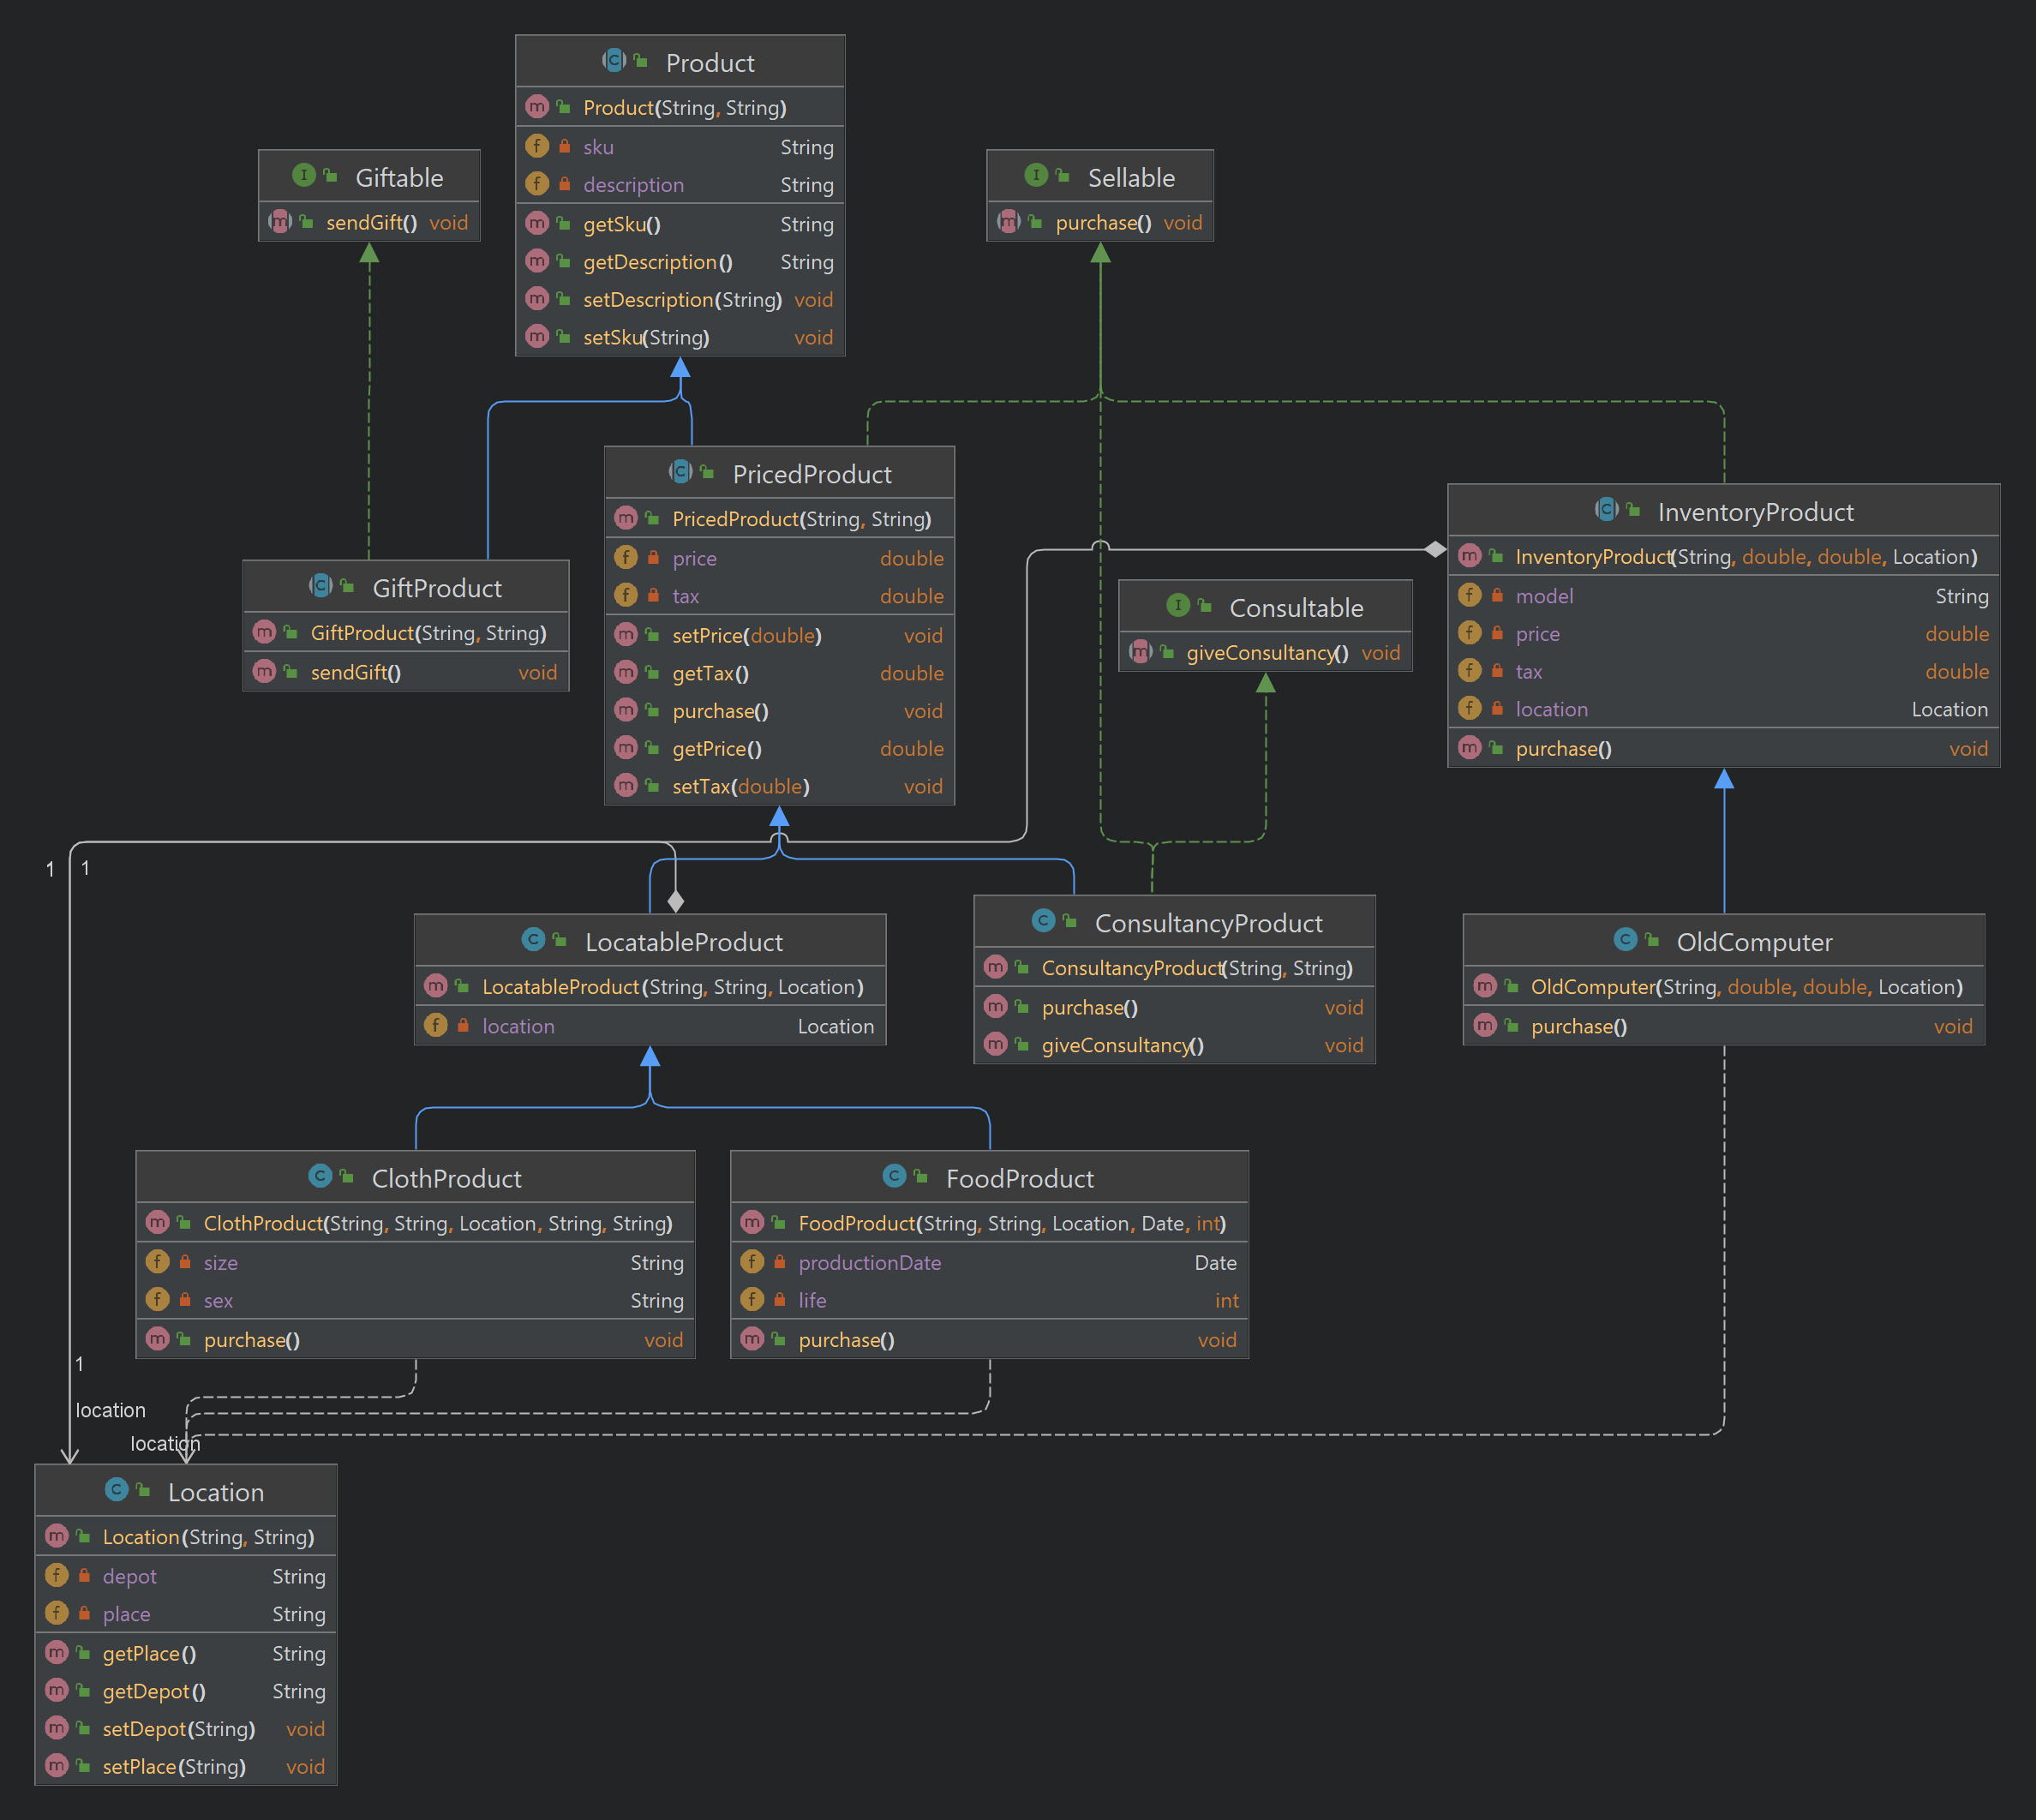 Product
Product(String, String)
sku String
description String
getSku() String
getDescription() String
setDescription(String) void
setSku(String) void
Giftable
sendGift() void
Sellable
purchase() void
PricedProduct
PricedProduct(String, String)
price double
tax double
setPrice(double) void
getTax() double
purchase() void
getPrice() double
setTax(double) void
InventoryProduct
InventoryProduct(String, double, double, Location)
model String
price double
tax double
location Location
purchase() void
GiftProduct
GiftProduct(String, String)
sendGift() void
Consultable
giveConsultancy() void
1
1
LocatableProduct
LocatableProduct(String, String, Location)
location Location
ConsultancyProduct
ConsultancyProduct(String, String)
purchase() void
giveConsultancy() void
OldComputer
OldComputer(String, double, double, Location)
purchase() void
ClothProduct
ClothProduct(String, String, Location, String, String)
size String
sex String
purchase() void
FoodProduct
FoodProduct(String, String, Location, Date, int)
productionDate Date
life int
purchase() void
1
location
location
Location
Location(String, String)
depot String
place String
getPlace() String
getDepot() String
setDepot(String) void
setPlace(String) void